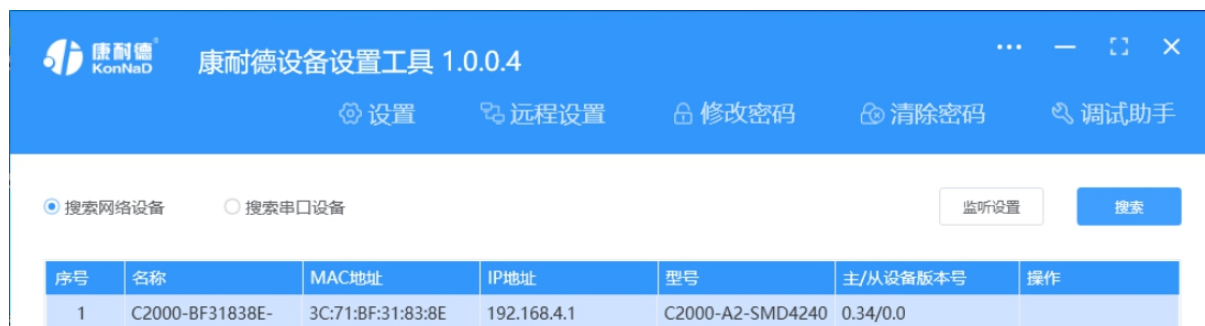 康耐德®
KonNaD
康耐德设备设置工具 1.0.0.4
设置 远程设置 修改密码 清除密码 调试助手
搜索网络设备 搜索串口设备 监听设置 搜索
序号 名称 MAC地址 IP地址 型号 主/从设备版本号 操作
1 C2000-BF31838E- 3C:71:BF:31:83:8E 192.168.4.1 C2000-A2-SMD4240 0.34/0.0